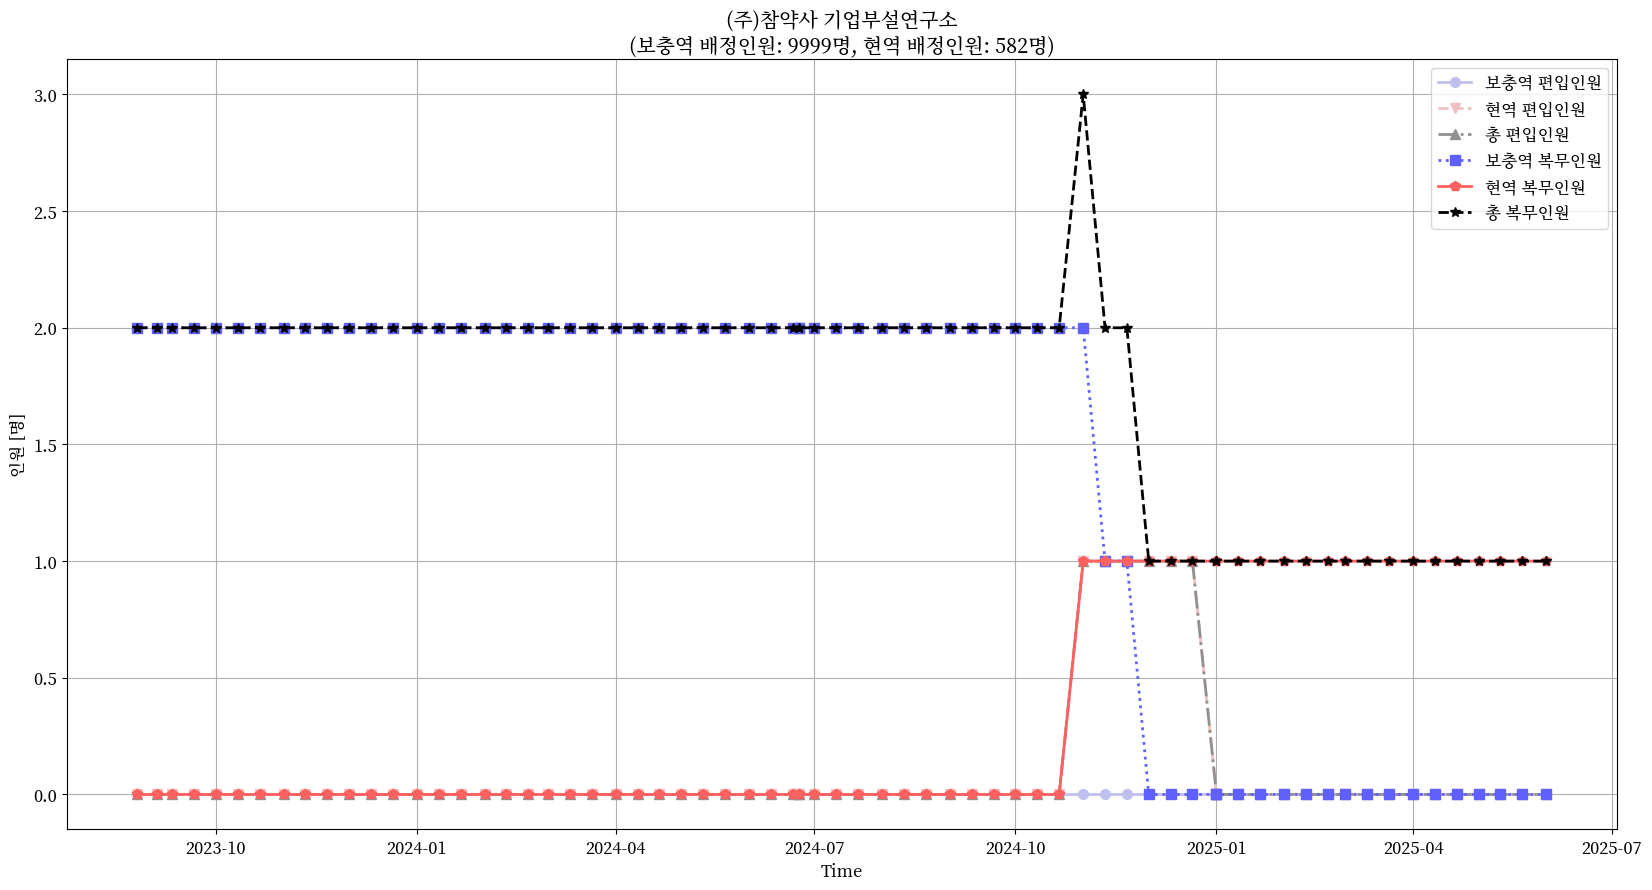 (주)참약사 기업부설연구소
(보충역 배정인원: 9999명, 현역 배정인원: 582명)
보충역 편입인원
현역 편입인원
총 편입인원
보충역 복무인원
현역 복무인원
총 복무인원
인원 [명]
3.0
2.5
2.0
1.5
1.0
0.5
0.0
2023-10
2024-01
2024-04
2024-07
2024-10
2025-01
2025-04
2025-07
Time